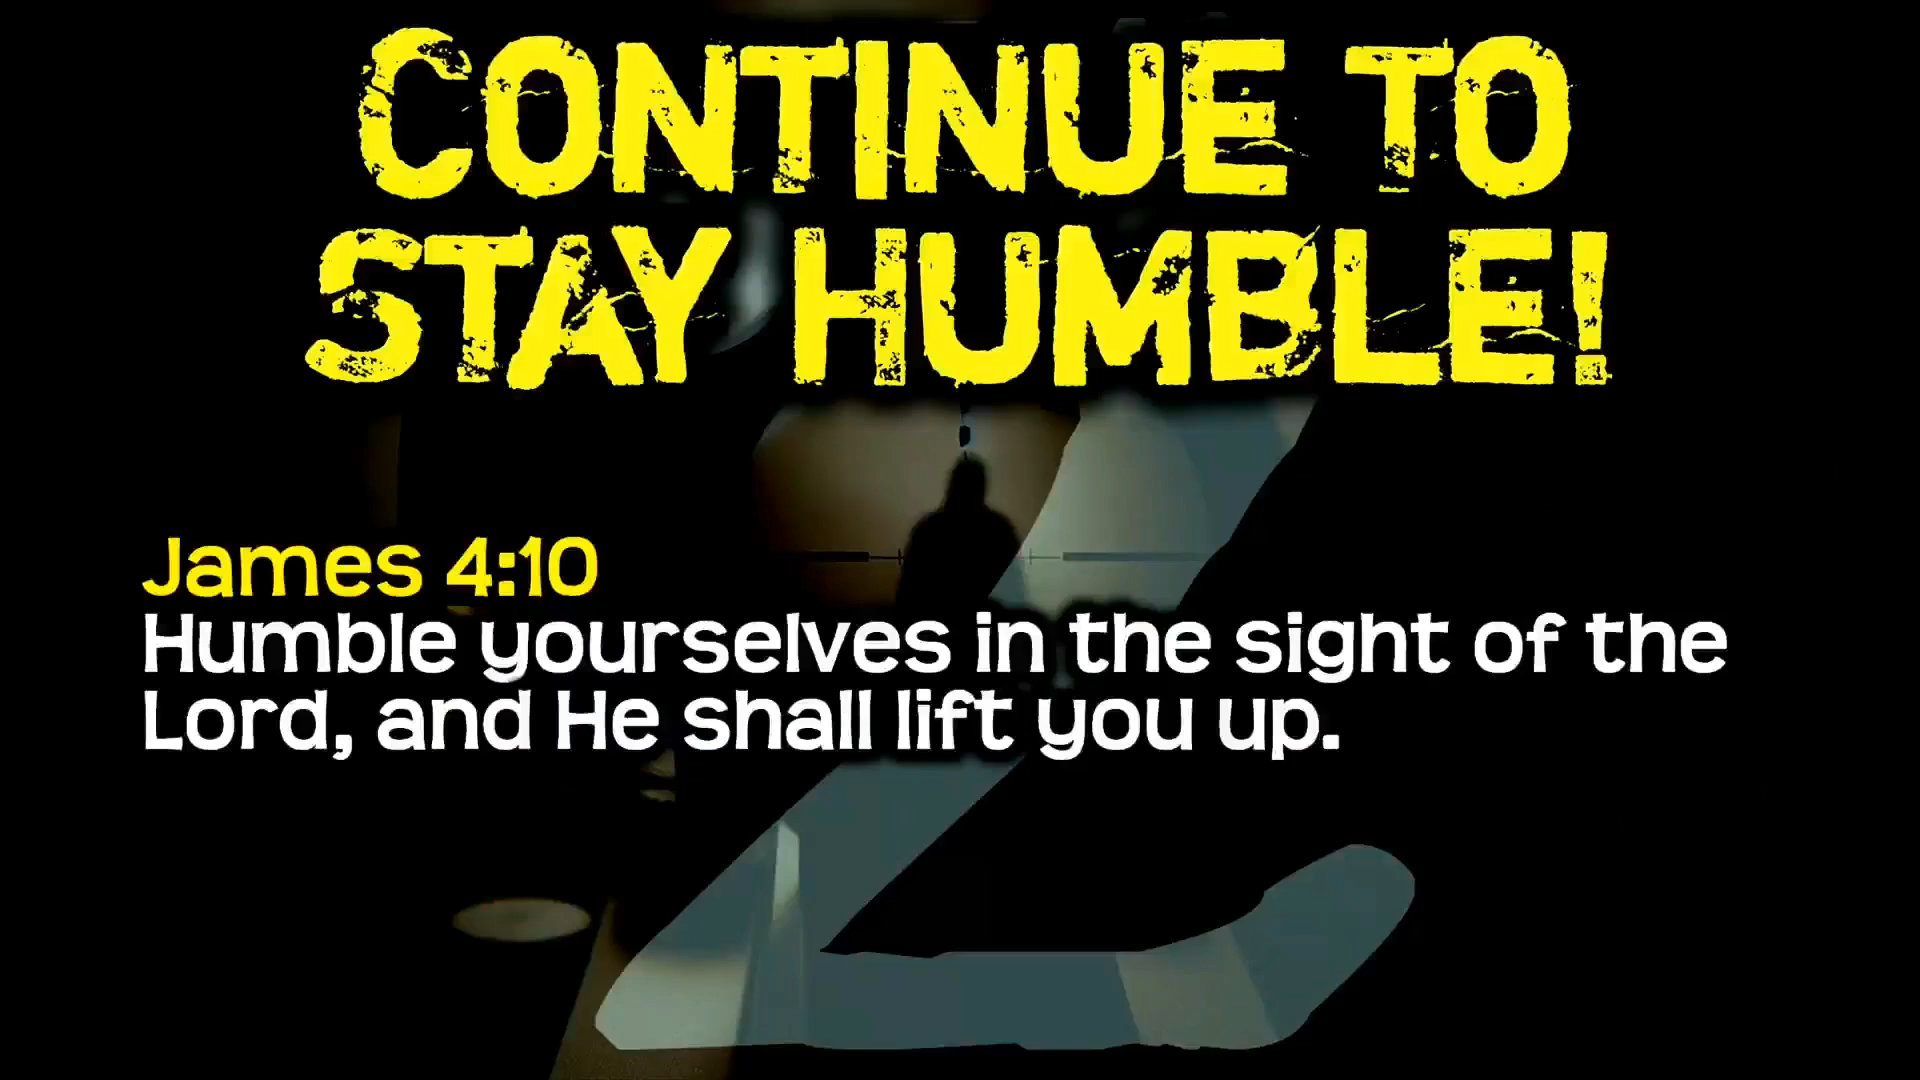 CONTINUE TO
STAY HUMBLE!
James 4:10
Humble yourselves in the sight of the
Lord, and He shall lift you up.